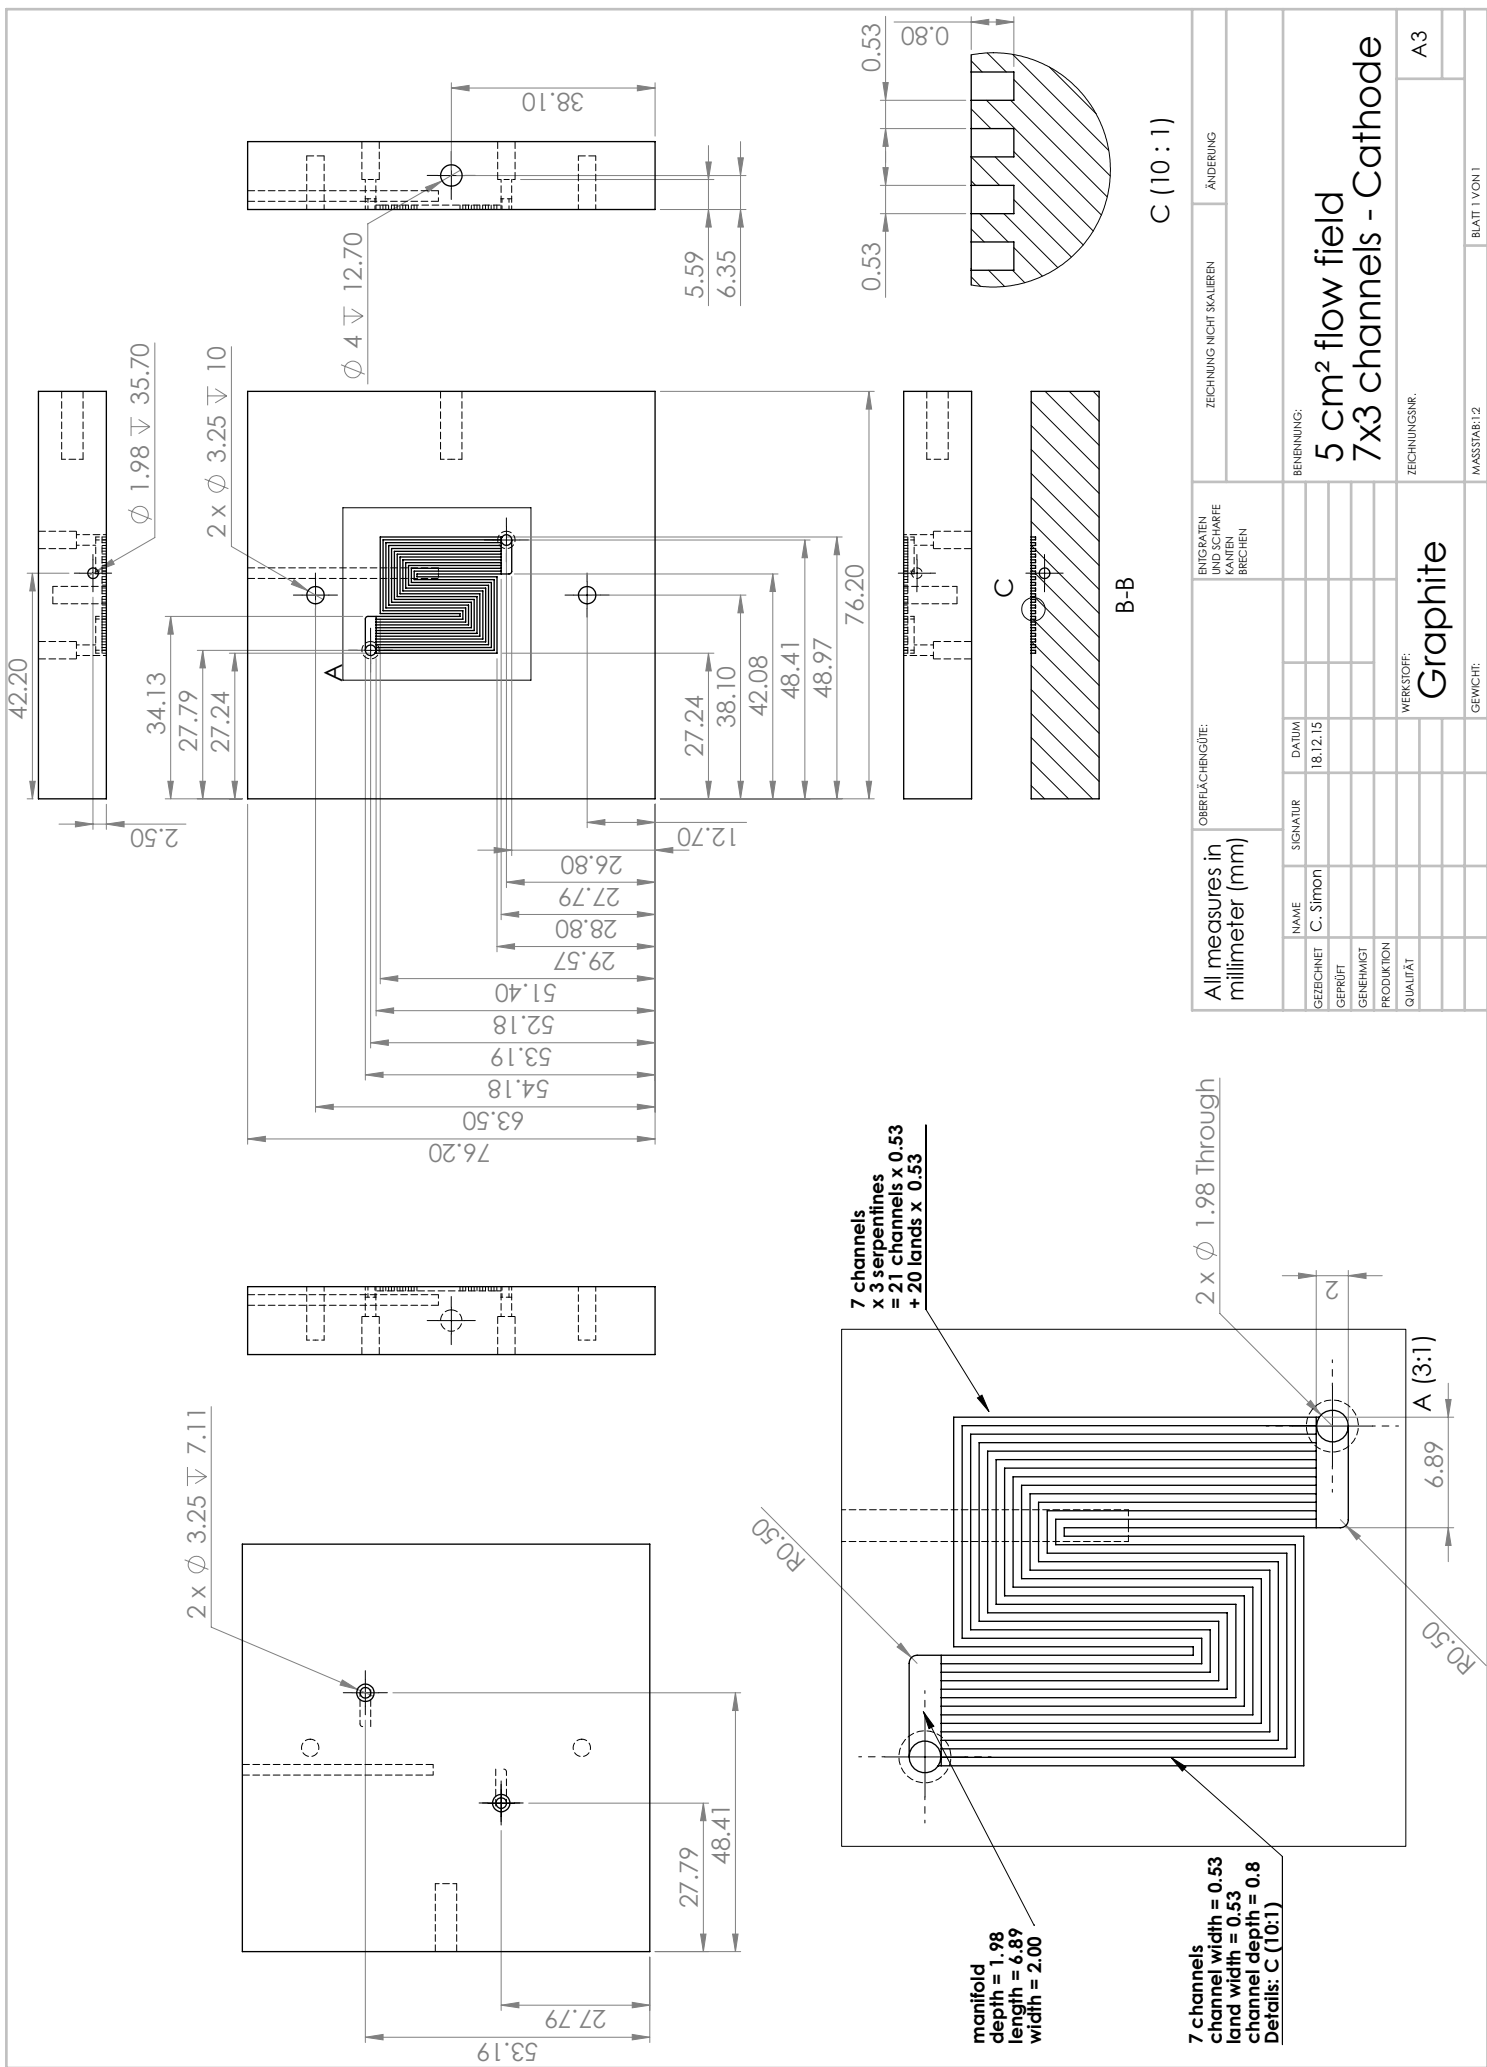 42.20
2.50
∅ 1.98 ↧ 35.70
2 x ∅ 3.25 ↧ 10
34.13
27.79
27.24
A
27.24
38.10
42.08
48.41
48.97
76.20
12.70
26.80
27.79
28.80
29.57
51.40
52.18
53.19
54.18
63.50
76.20
∅ 4 ↧ 12.70
38.10
5.59
6.35
0.53
0.80
0.53
C (10 : 1)
C
B-B
2 x ∅ 3.25 ↧ 7.11
27.79
48.41
27.79
53.19
7 channels
x 3 serpentines
= 21 channels x 0.53
+ 20 lands x 0.53
2 x ∅ 1.98 Through
2
A (3:1)
6.89
R0.50
R0.50
manifold
depth = 1.98
length = 6.89
width = 2.00
7 channels
channel width = 0.53
land width = 0.53
channel depth = 0.8
Details: C (10:1)
All measures in
millimeter (mm)
OBERFLÄCHENGÜTE:
ENTGRATEN
UND SCHARFE
KANTEN
BRECHEN
ZEICHNUNG NICHT SKALIEREN
ÄNDERUNG
NAME
SIGNATUR
DATUM
GEZEICHNET
C. Simon
18.12.15
GEPRÜFT
GENEHMIGT
PRODUKTION
QUALITÄT
BENENNUNG:
5 cm² flow field
7x3 channels - Cathode
WERKSTOFF:
Graphite
ZEICHNUNGSNR.
A3
GEWICHT:
MASSSTAB:1:2
BLATT 1 VON 1